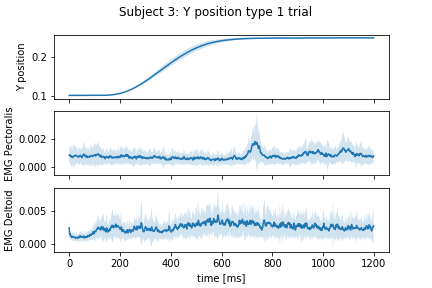 Subject 3: Y position type 1 trial
Y position
0.2
0.1
EMG Pectoralis
0.002
0.000
EMG Deltoid
0.005
0.000
0
200
400
600
800
1000
1200
time [ms]